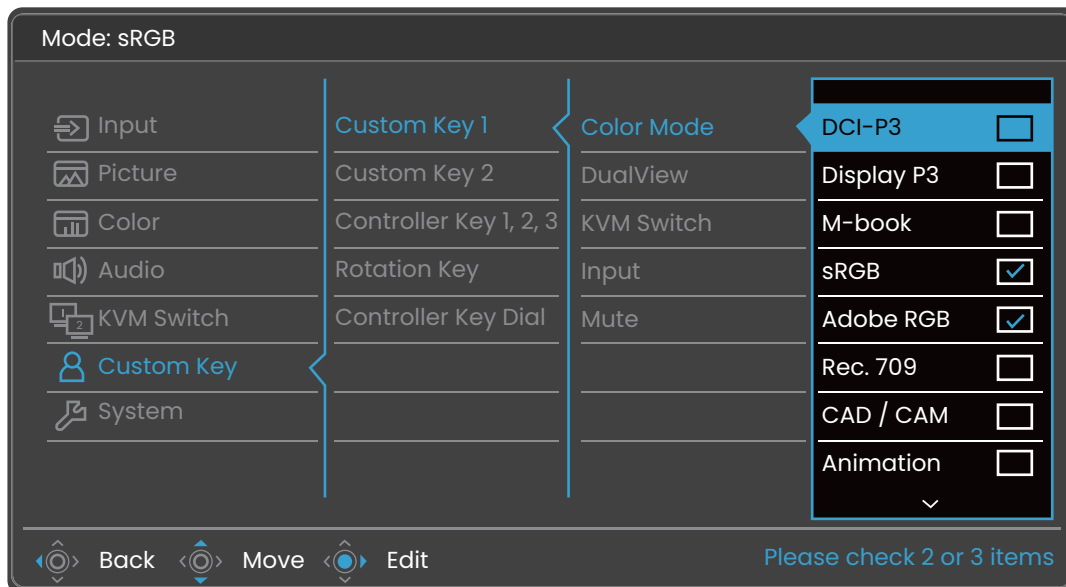 Mode: sRGB
Input
Picture
Color
Audio
1
2
KVM Switch
Custom Key
System
Custom Key 1
Custom Key 2
Controller Key 1, 2, 3
Rotation Key
Controller Key Dial
Color Mode
DualView
KVM Switch
Input
Mute
DCI-P3
Display P3
M-book
sRGB
Adobe RGB
Rec. 709
CAD / CAM
Animation
Back
Move
Edit
Please check 2 or 3 items